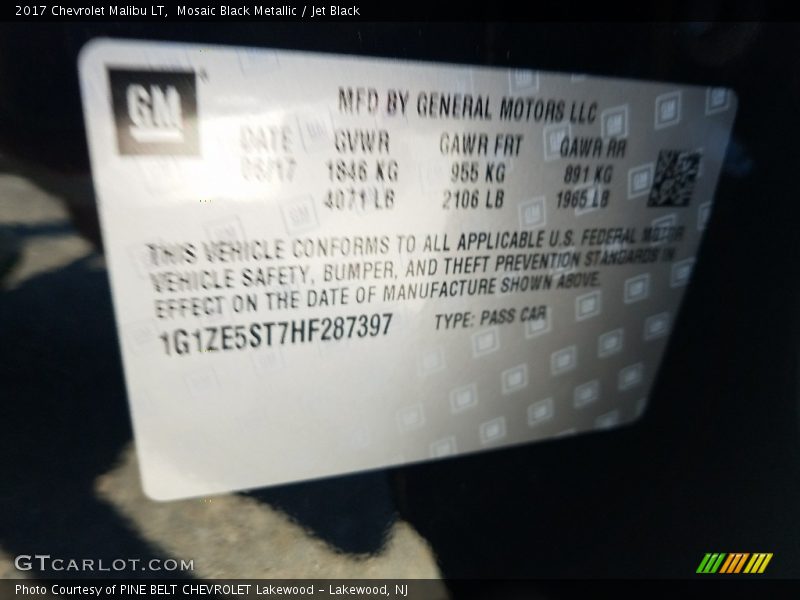 2017 Chevrolet Malibu LT,  Mosaic Black Metallic / Jet Black
GM
MFD BY GENERAL MOTORS LLC
DATE GVWR GAWR FRT GAWR RR
1846 KG 955 KG 891 KG
4071 LB 2106 LB 1965 LB
THIS VEHICLE CONFORMS TO ALL APPLICABLE U.S. FEDERAL MOTOR
VEHICLE SAFETY, BUMPER, AND THEFT PREVENTION STANDARDS IN
EFFECT ON THE DATE OF MANUFACTURE SHOWN ABOVE.
1G1ZE5ST7HF287397 TYPE: PASS CAR
GTcarlot.com
Photo Courtesy of PINE BELT CHEVROLET Lakewood - Lakewood, NJ